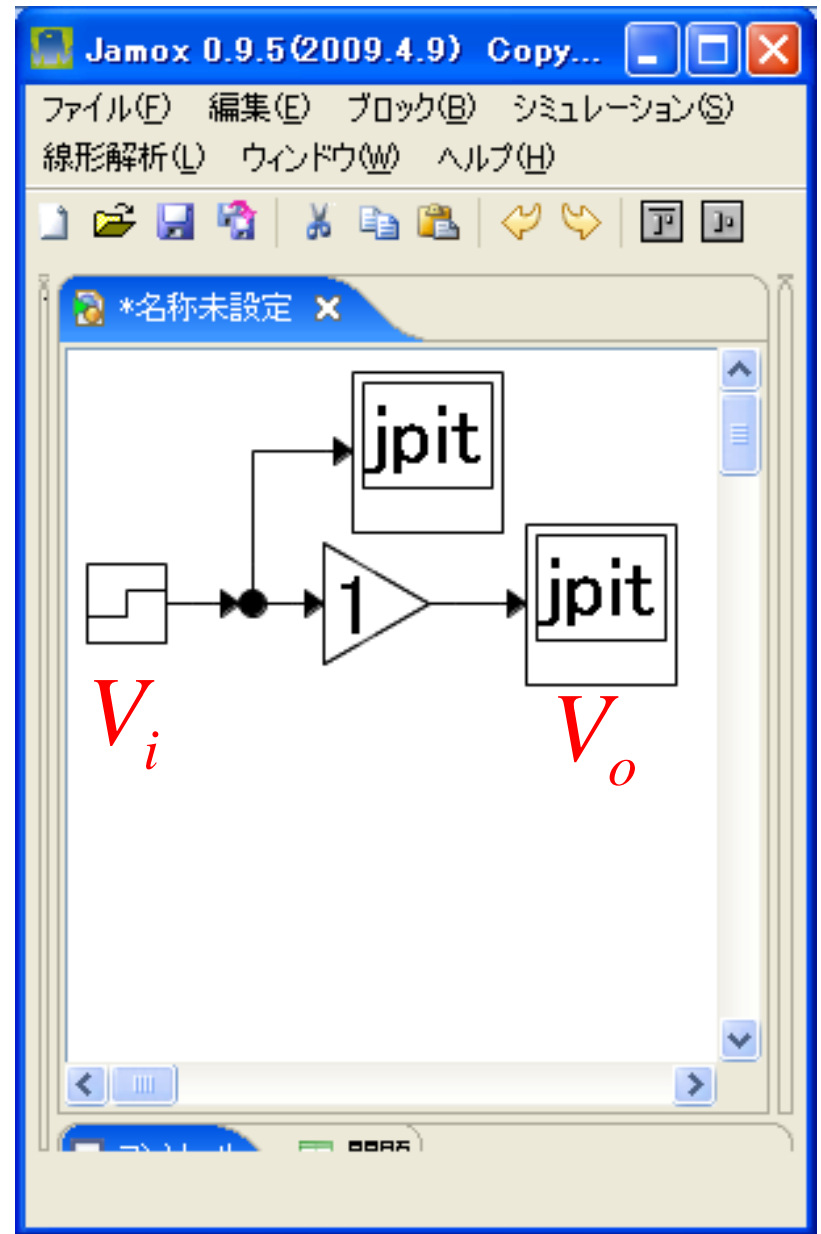 Jamox 0.9.5(2009.4.9) Copy...
ファイル(F) 編集(E) ブロック(B) シミュレーション(S)
線形解析(L) ウィンドウ(W) ヘルプ(H)
*名称未設定
jpit
1
jpit
Vi
Vo